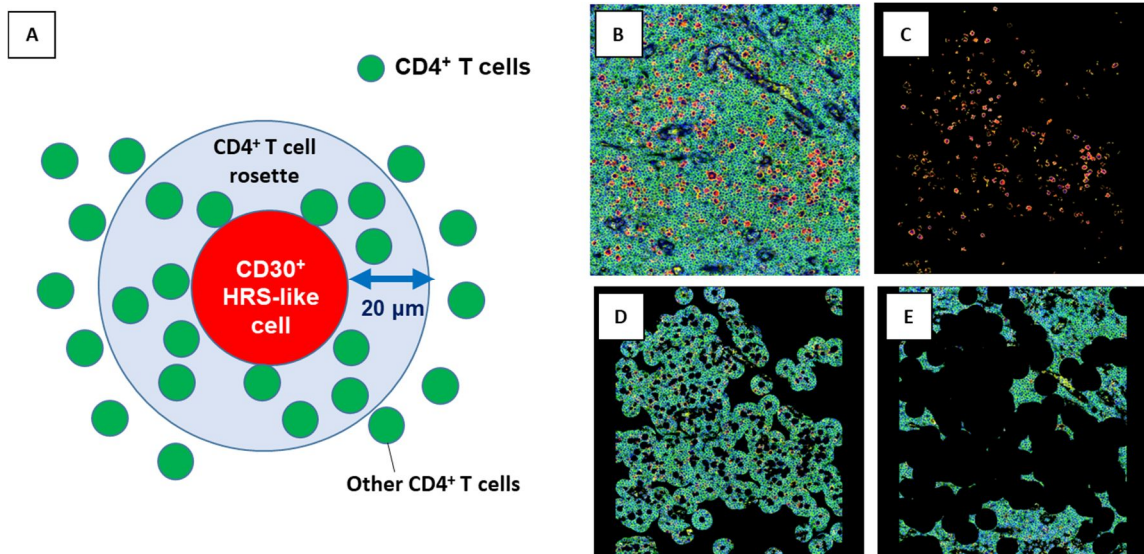 A
CD4⁺ T cells
CD4⁺ T cell
rosette
CD30⁺
HRS-like
cell
20 µm
Other CD4⁺ T cells
B
C
D
E